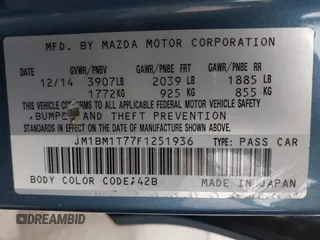 MFD. BY MAZDA MOTOR CORPORATION
GVWR/PNBV GAWR/PNBE FRT GAWR/PNBE RR
12/14 3907LB 2039 LB 1885 LB
1772KG 925 KG 855 KG
THIS VEHICLE CONFORMS TO ALL APPLICABLE FEDERAL MOTOR VEHICLE SAFETY,
BUMPER AND THEFT PREVENTION
STANDARDS IN EFFECT ON THE DATE OF MANUFACTURE SHOWN ABOVE.
JM1BM1T77F1251936 TYPE: PASS CAR
BODY COLOR CODE:42B MADE IN JAPAN
DREAMBID